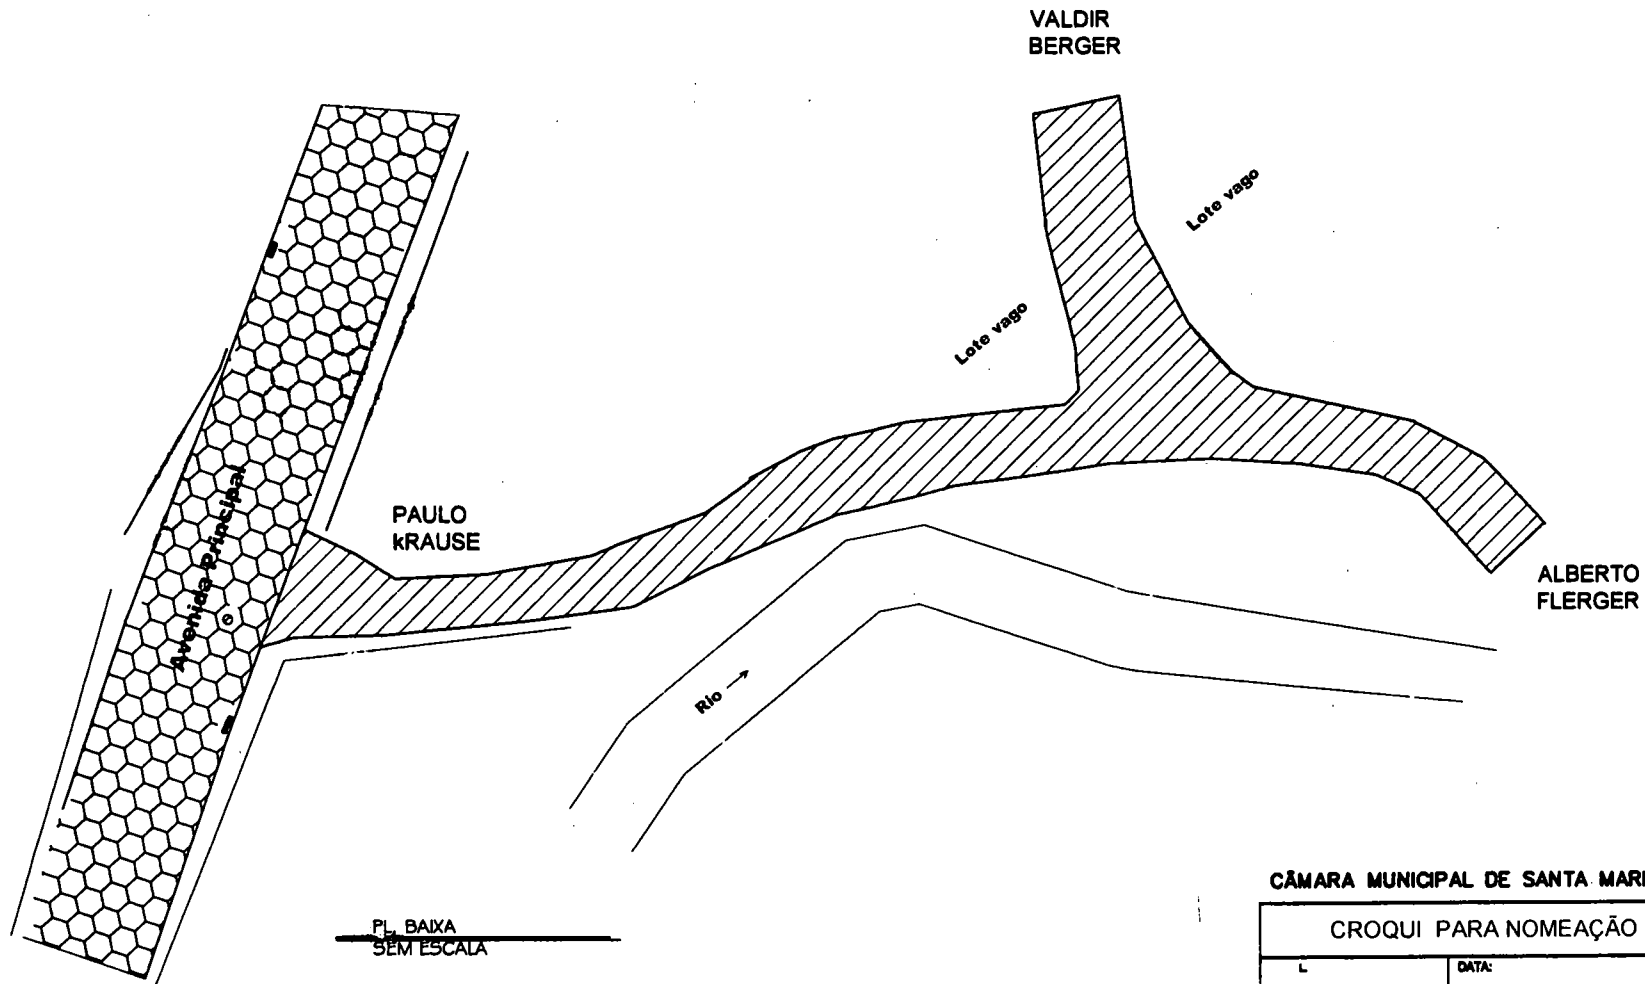 VALDIR
BERGER
Lote vago
Lote vago
Avenida Principal
PAULO
kRAUSE
ALBERTO
FLERGER
Rio
PL. BAIXA
SEM ESCALA
CÂMARA MUNICIPAL DE SANTA MARI
CROQUI PARA NOMEAÇÃO
L
DATA: